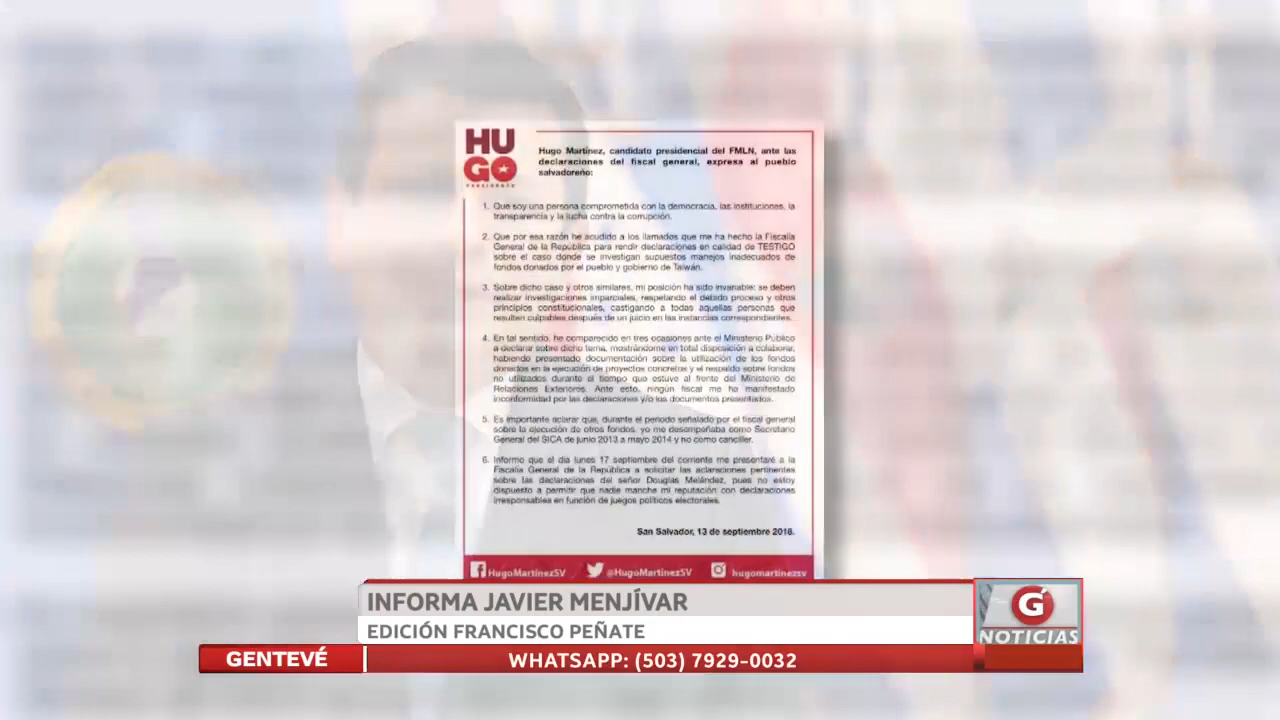 HU
GO
PRESIDENTE
Hugo Martínez, candidato presidencial del FMLN, ante las
declaraciones del fiscal general, expresa al pueblo
salvadoreño:
1. Que soy una persona comprometida con la democracia, las instituciones, la
transparencia y la lucha contra la corrupción.
2. Que por esa razón he acudido a los llamados que me ha hecho la Fiscalía
General de la República para rendir declaraciones en calidad de TESTIGO
sobre el caso donde se investigan supuestos manejos inadecuados de
fondos donados por el pueblo y gobierno de Taiwán.
3. Sobre dicho caso y otros similares, mi posición ha sido invariable: se deben
realizar investigaciones imparciales, respetando el debido proceso y otros
principios constitucionales, castigando a todas aquellas personas que
resulten culpables después de un juicio en las instancias correspondientes.
4. En tal sentido, he comparecido en tres ocasiones ante el Ministerio Público
a declarar sobre dicho tema, mostrándome en total disposición a colaborar,
habiendo presentado documentación sobre la utilización de los fondos
donados en la ejecución de proyectos concretos y el respaldo sobre fondos
no utilizados durante el tiempo que estuve al frente del Ministerio de
Relaciones Exteriores. Ante esto, ningún fiscal me ha manifestado
inconformidad por las declaraciones y/o los documentos presentados.
5. Es importante aclarar que, durante el periodo señalado por el fiscal general
sobre la ejecución de otros fondos, yo me desempeñaba como Secretario
General del SICA de junio 2013 a mayo 2014 y no como canciller.
6. Informo que el día lunes 17 septiembre del corriente me presentaré a la
Fiscalía General de la República a solicitar las aclaraciones pertinentes
sobre las declaraciones del señor Douglas Meléndez, pues no estoy
dispuesto a permitir que nadie manche mi reputación con declaraciones
irresponsables en función de juegos políticos electorales.
San Salvador, 13 de septiembre 2018.
HugoMartinezSV @HugoMartinezSV hugomartinezsv
INFORMA JAVIER MENJÍVAR
EDICIÓN FRANCISCO PEÑATE
G NOTICIAS
GENTEVÉ WHATSAPP: (503) 7929-0032